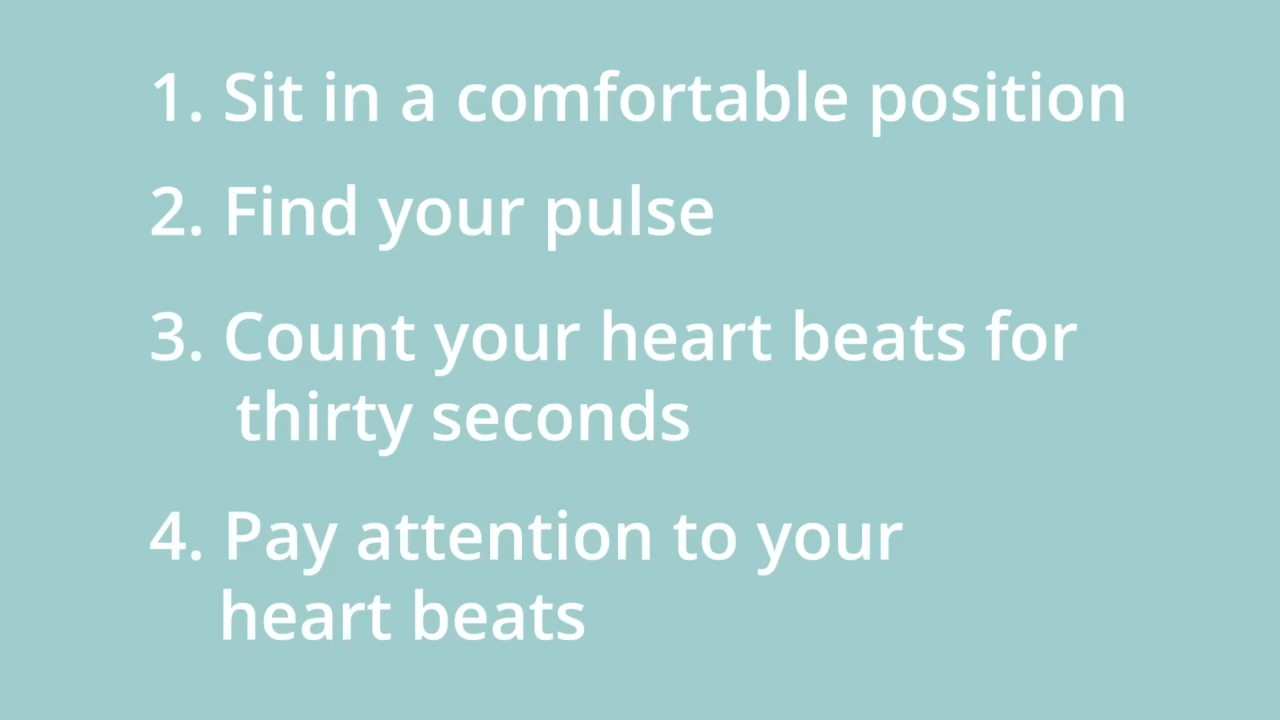 1. Sit in a comfortable position
2. Find your pulse
3. Count your heart beats for
thirty seconds
4. Pay attention to your
heart beats